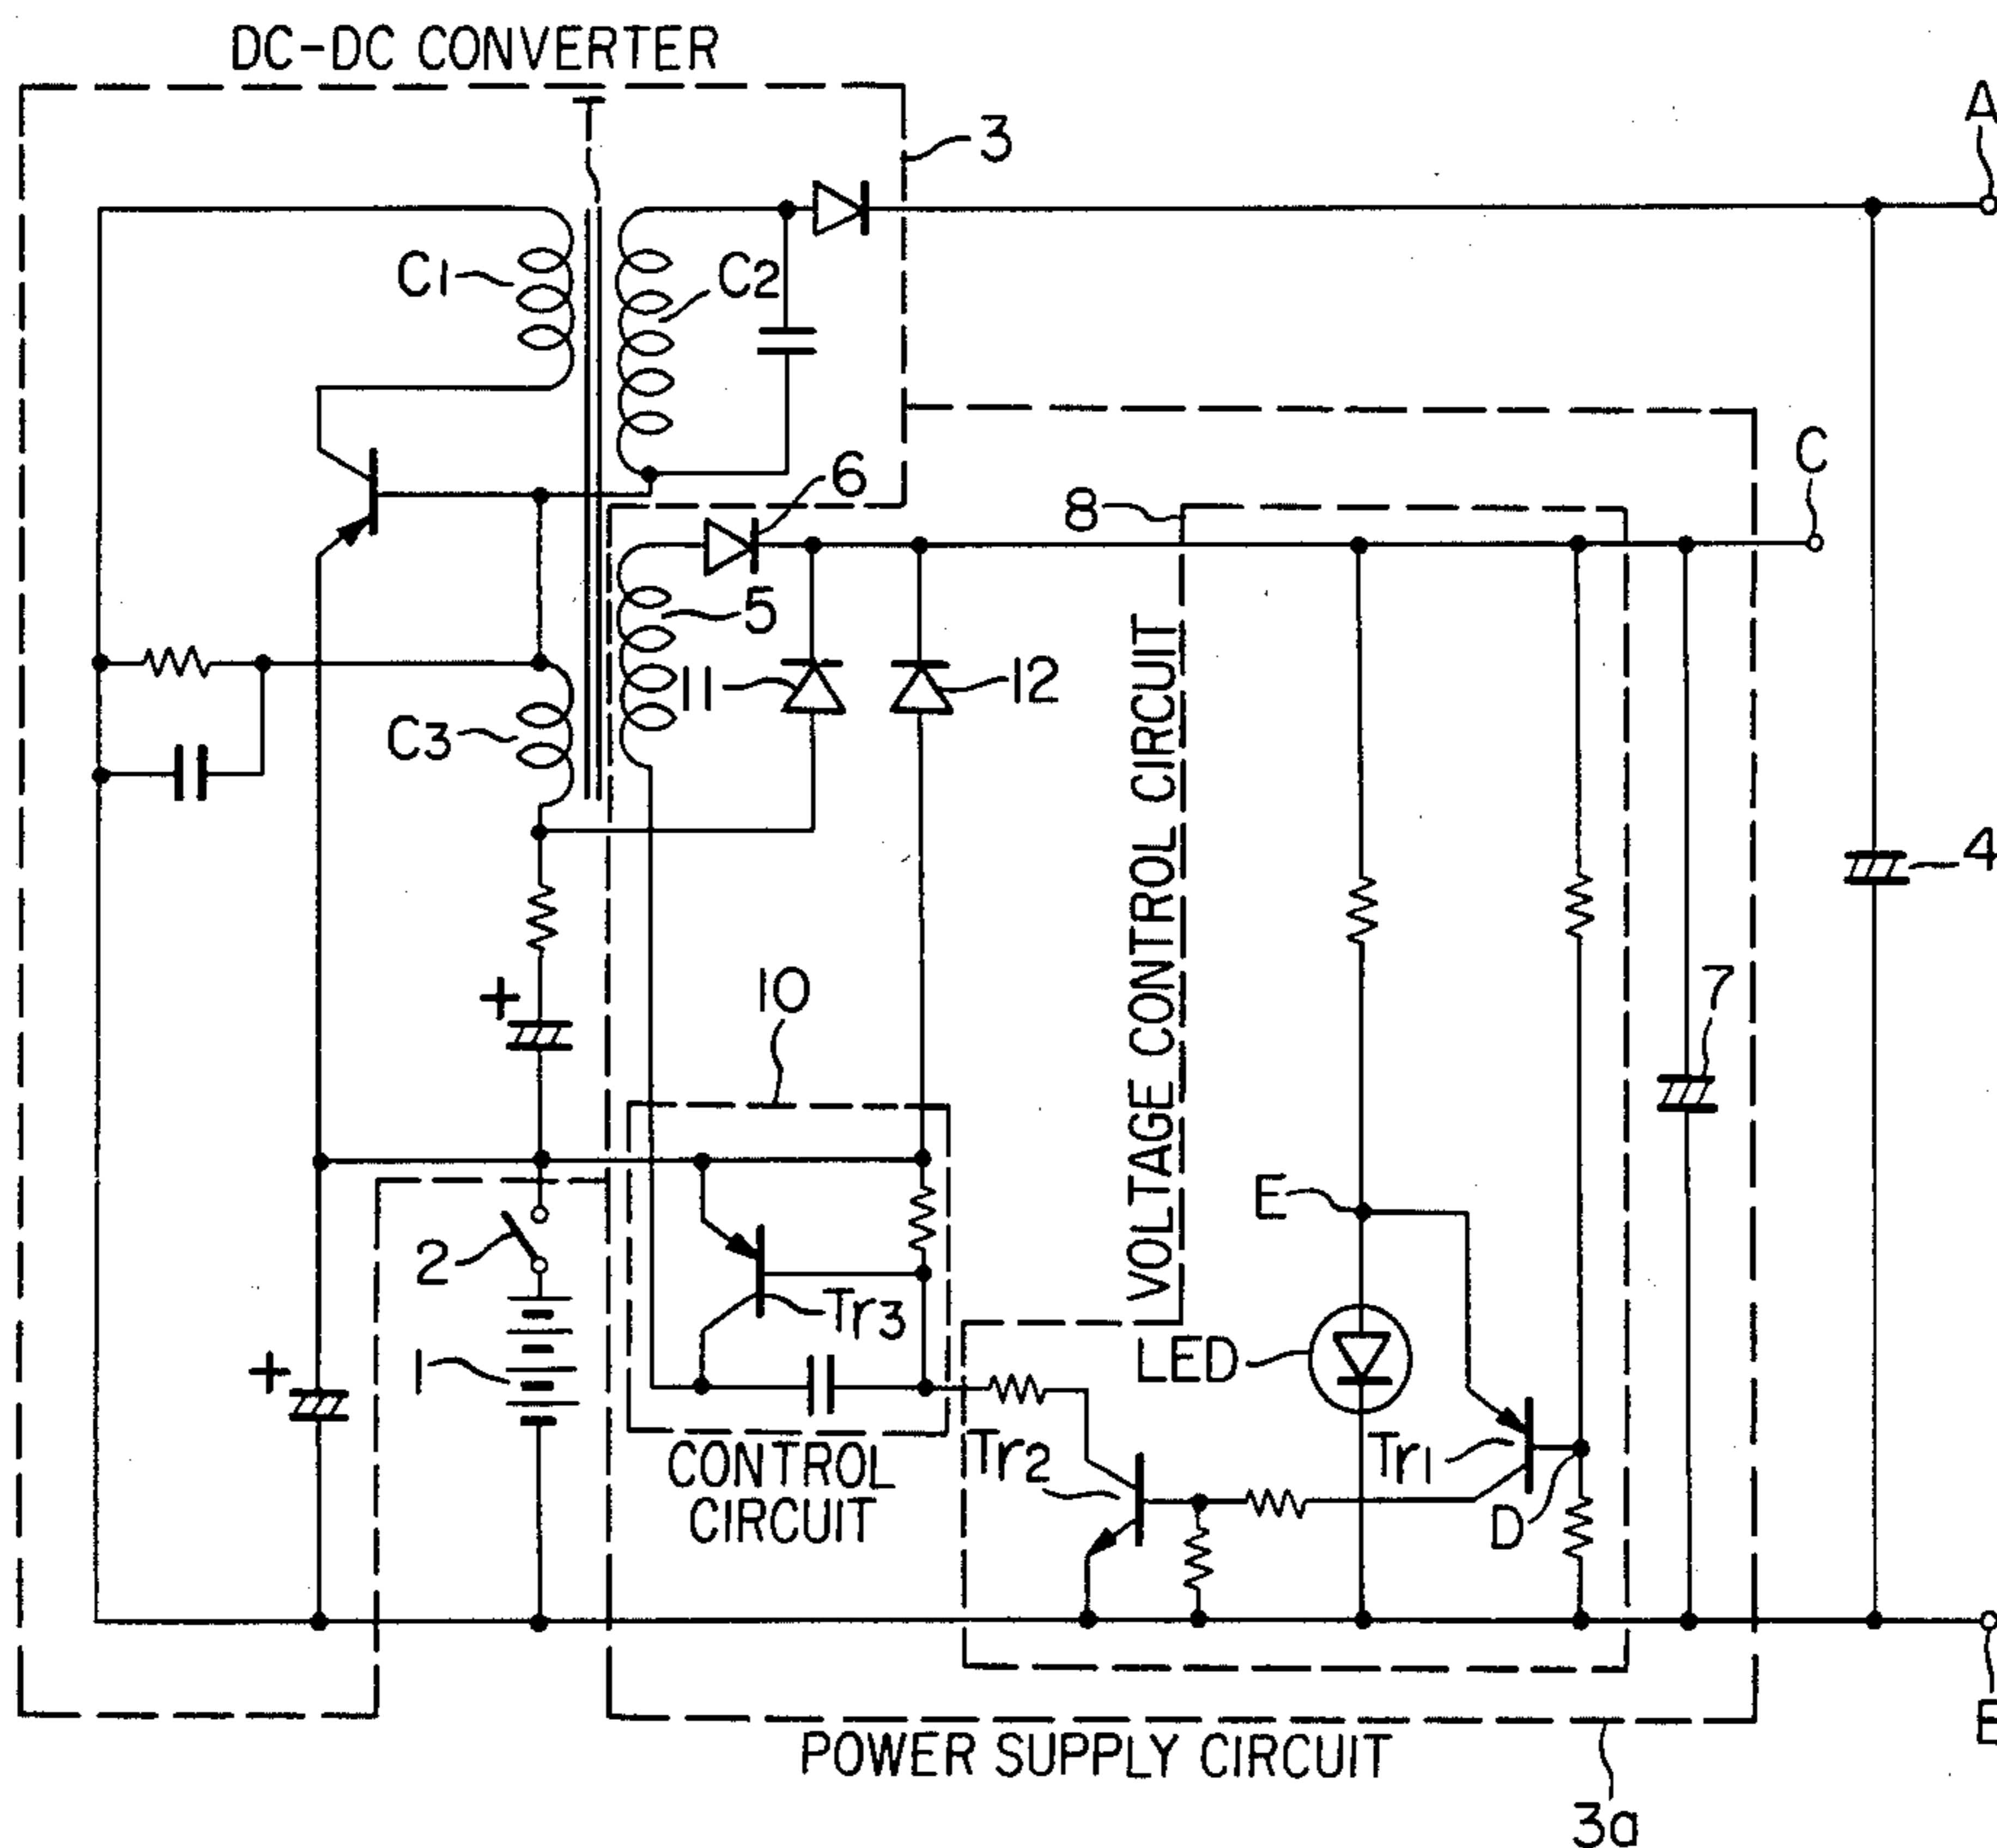 DC-DC CONVERTER
T
3
A
C1
C2
6
8
C
5
11
12
C3
VOLTAGE CONTROL CIRCUIT
4
+
10
7
E
2
Tr3
LED
+
1
CONTROL
CIRCUIT
Tr2
Tr1
D
POWER SUPPLY CIRCUIT
3a